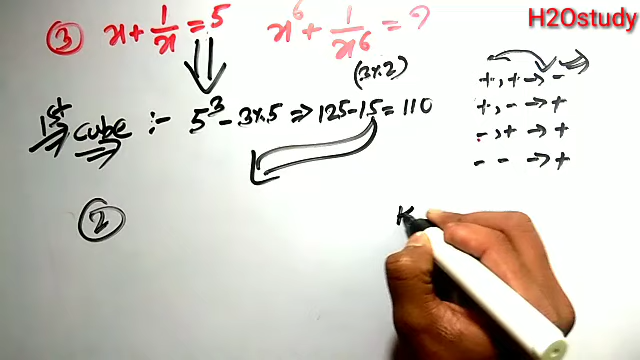 H2Ostudy
③ x + 1/x = 5 x⁶ + 1/x⁶ = ?
(3×2)
1st cube :- 5³ - 3×5 ⇒ 125 - 15 = 110
+, + → -
+, - → +
-, + → +
- - → +
② K